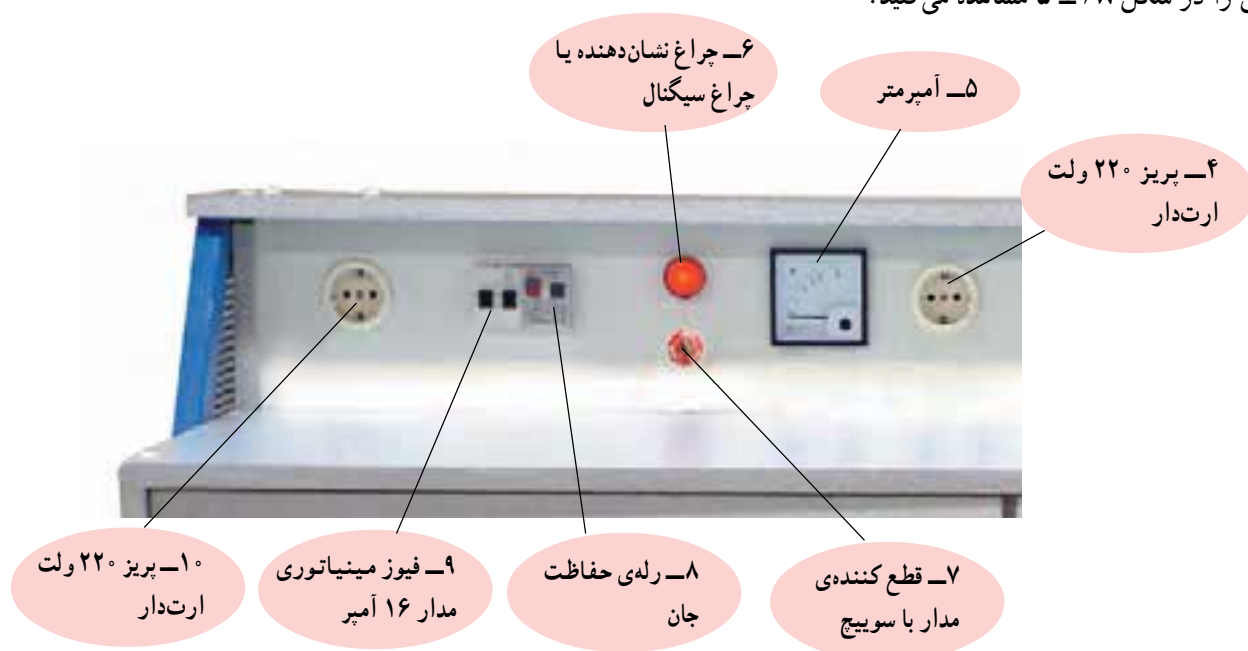 ۶ــ چراغ نشان‌دهنده یا
چراغ سیگنال
۵ــ آمپرمتر
۴ــ پریز ۲۲۰ ولت
ارت‌دار
۱۰ــ پریز ۲۲۰ ولت
ارت‌دار
۹ــ فیوز مینیاتوری
مدار ۱۶ آمپر
۸ــ رله‌ی حفاظت
جان
۷ــ قطع کننده‌ی
مدار با سوییچ